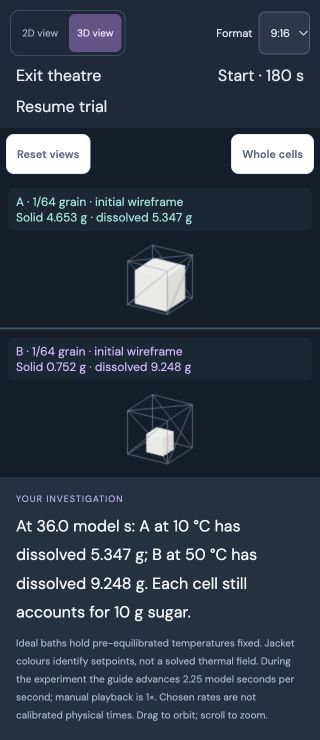 2D view
3D view
Format
9:16
Exit theatre
Start · 180 s
Resume trial
Reset views
Whole cells
A · 1/64 grain · initial wireframe
Solid 4.653 g · dissolved 5.347 g
B · 1/64 grain · initial wireframe
Solid 0.752 g · dissolved 9.248 g
YOUR INVESTIGATION
At 36.0 model s: A at 10 °C has
dissolved 5.347 g; B at 50 °C has
dissolved 9.248 g. Each cell still
accounts for 10 g sugar.
Ideal baths hold pre-equilibrated temperatures fixed. Jacket
colours identify setpoints, not a solved thermal field. During
the experiment the guide advances 2.25 model seconds per
second; manual playback is 1×. Chosen rates are not
calibrated physical times. Drag to orbit; scroll to zoom.